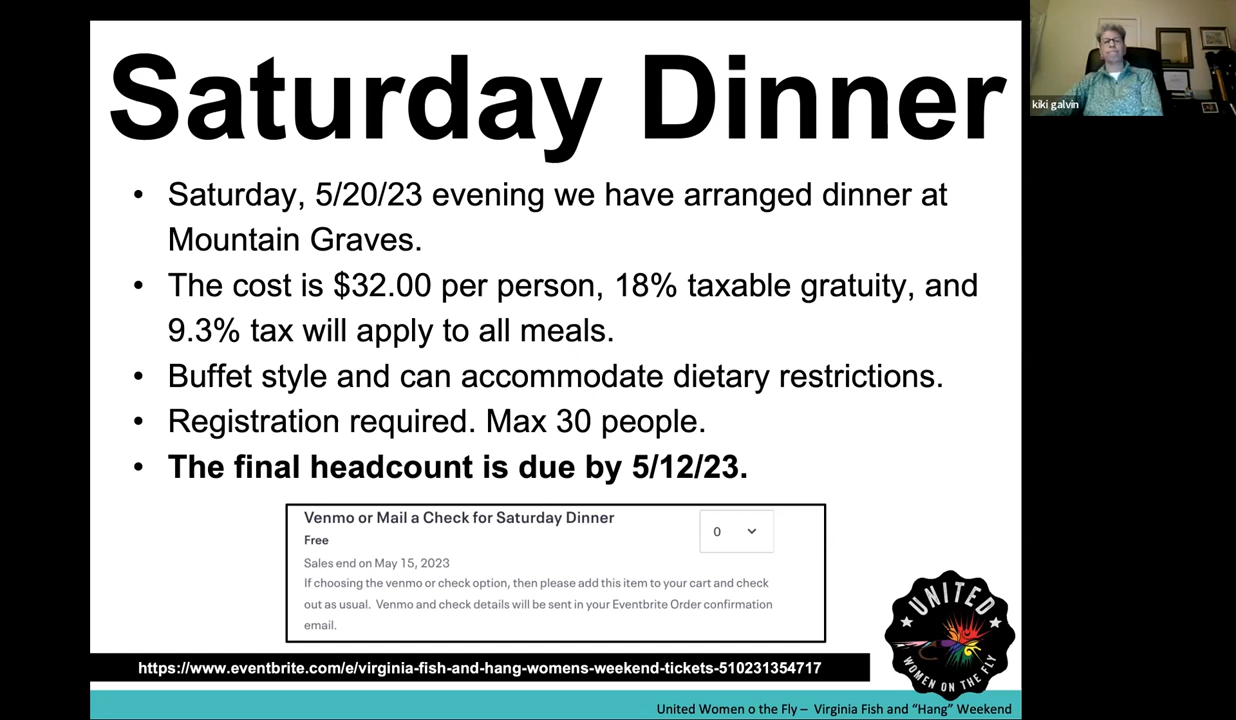 Saturday Dinner
kiki galvin
• Saturday, 5/20/23 evening we have arranged dinner at
Mountain Graves.
• The cost is $32.00 per person, 18% taxable gratuity, and
9.3% tax will apply to all meals.
• Buffet style and can accommodate dietary restrictions.
• Registration required. Max 30 people.
• The final headcount is due by 5/12/23.
Venmo or Mail a Check for Saturday Dinner
0
Free
Sales end on May 15, 2023
If choosing the venmo or check option, then please add this item to your cart and check
out as usual. Venmo and check details will be sent in your Eventbrite Order confirmation
email.
UNITED
WOMEN ON THE FLY
https://www.eventbrite.com/e/virginia-fish-and-hang-womens-weekend-tickets-510231354717
United Women o the Fly – Virginia Fish and “Hang” Weekend